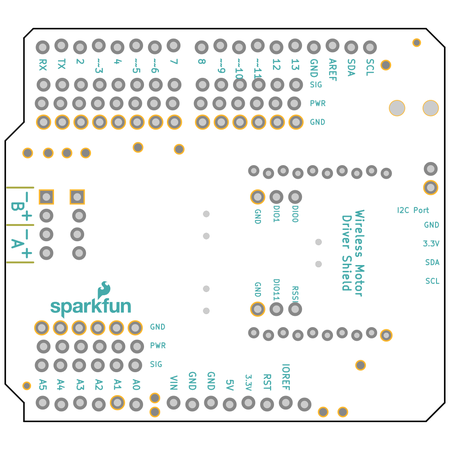 RX TX 2 ~3 4 ~5 ~6 7 8 ~9 ~10 ~11 12 13 GND AREF SDA SCL
SIG
PWR
GND
B
- +
A
- +
GND DIO1 DIO0
Wireless Motor
Driver Shield
I2C Port
GND
3.3V
SDA
SCL
GND DIO11 RSS
sparkfun
GND
PWR
SIG
A5 A4 A3 A2 A1 A0 VIN GND GND 5V 3.3V RST IOREF